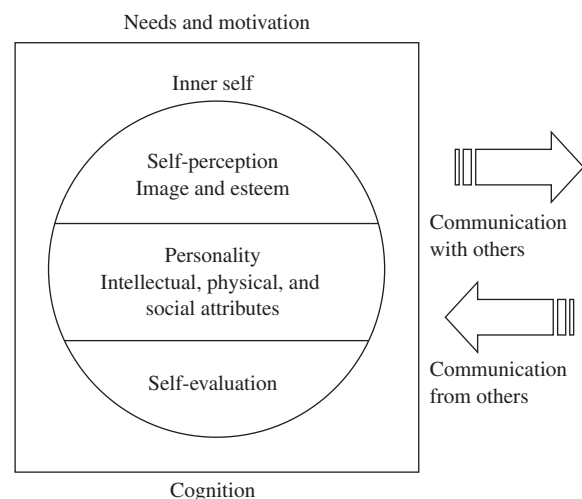 Needs and motivation
Inner self
Self-perception
Image and esteem
Personality
Intellectual, physical, and
social attributes
Self-evaluation
Cognition
Communication
with others
Communication
from others